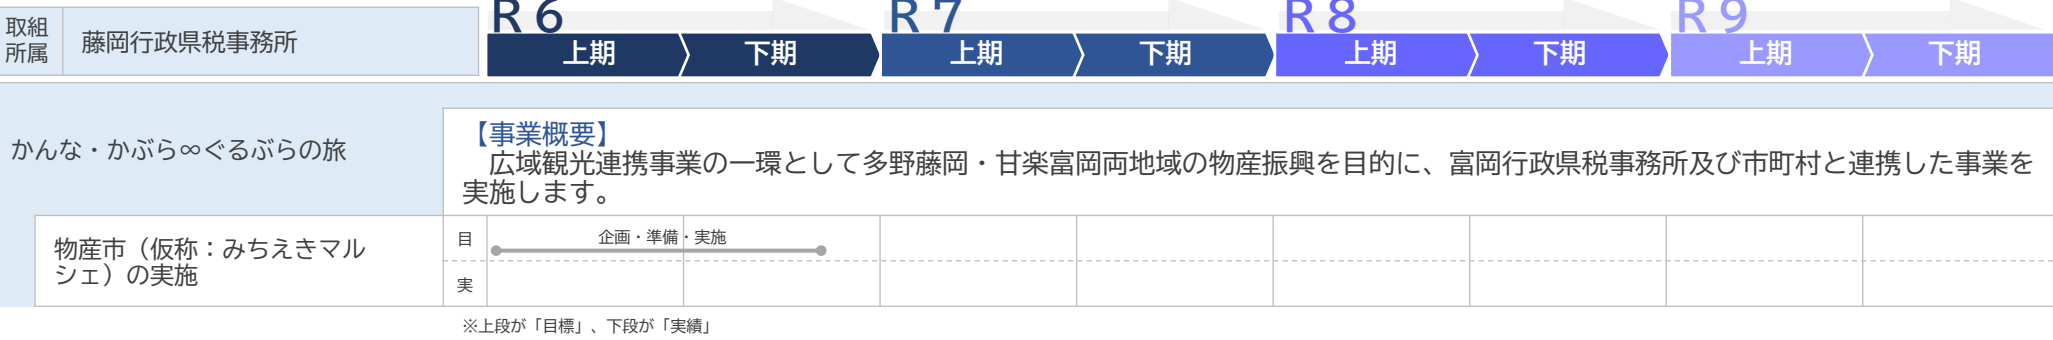 取組
所属
藤岡行政県税事務所
R6
R7
R8
R9
上期
下期
上期
下期
上期
下期
上期
下期
かんな・かぶら∞ぐるぶらの旅
【事業概要】
　広域観光連携事業の一環として多野藤岡・甘楽富岡両地域の物産振興を目的に、富岡行政県税事務所及び市町村と連携した事業を
実施します。
物産市（仮称：みちえきマル
シェ）の実施
目
企画・準備・実施
実
※上段が「目標」、下段が「実績」